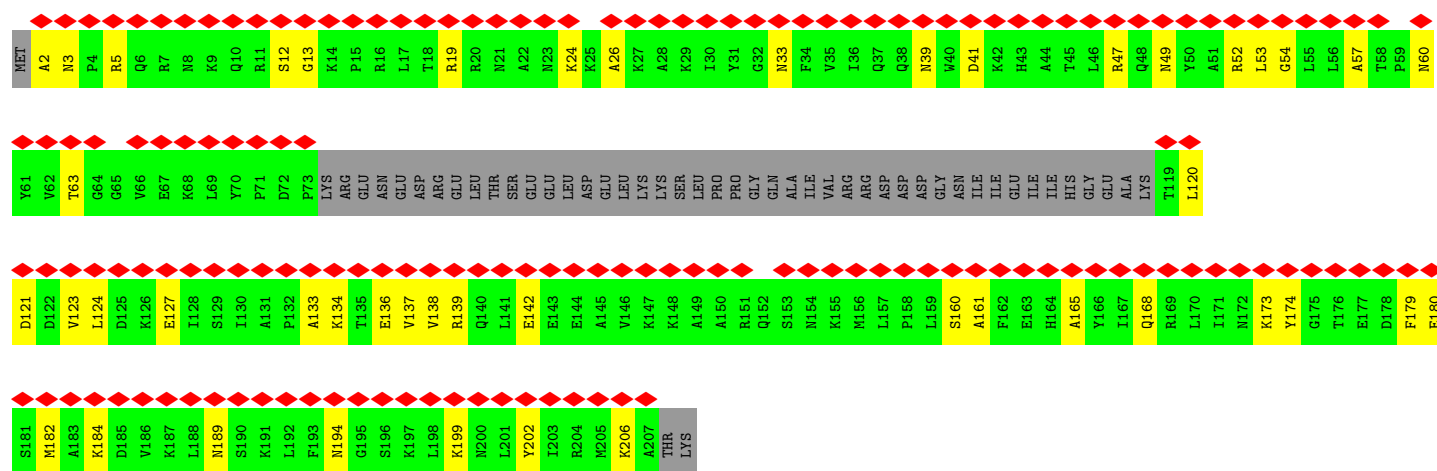 MET A2 N3 P4 R5 Q6 R7 N8 K9 Q10 R11 S12 G13 K14 P15 R16 L17 T18 R19 R20 N21 A22 N23 K24 K25 A26 K27 A28 K29 I30 Y31 G32 N33 F34 V35 I36 Q37 Q38 N39 W40 D41 K42 H43 A44 T45 L46 R47 Q48 N49 Y50 A51 R52 L53 G54 L55 L56 A57 T58 P59 N60
Y61 V62 T63 G64 G65 V66 E67 K68 L69 Y70 P71 D72 P73 LYS ARG GLU ASN GLU ASP ARG GLU LEU THR SER GLU GLU LEU ASP GLU LEU LYS LYS SER LEU PRO PRO GLY GLN ALA ILE VAL ARG ARG ASP ASP ASP GLY ASN ILE ILE GLU ILE ILE HIS GLY GLU ALA LYS T119 L120
D121 D122 V123 L124 D125 K126 E127 I128 S129 I130 A131 P132 A133 K134 T135 E136 V137 V138 R139 Q140 L141 E142 E143 E144 A145 V146 K147 K148 A149 A150 R151 Q152 S153 N154 K155 M156 L157 P158 L159 S160 A161 F162 E163 H164 A165 Y166 I167 Q168 R169 L170 I171 N172 K173 Y174 G175 T176 E177 D178 F179 E180
S181 M182 A183 K184 D185 V186 K187 L188 N189 S190 K191 L192 F193 N194 G195 S196 K197 L198 K199 N200 L201 Y202 I203 R204 M205 K206 A207 THR LYS